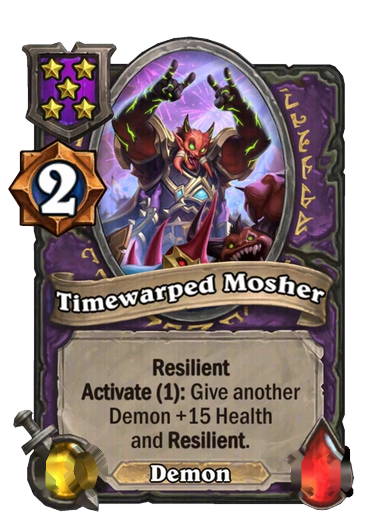 2
Timewarped Mosher
Resilient
Activate (1): Give another
Demon +15 Health
and Resilient.
Demon